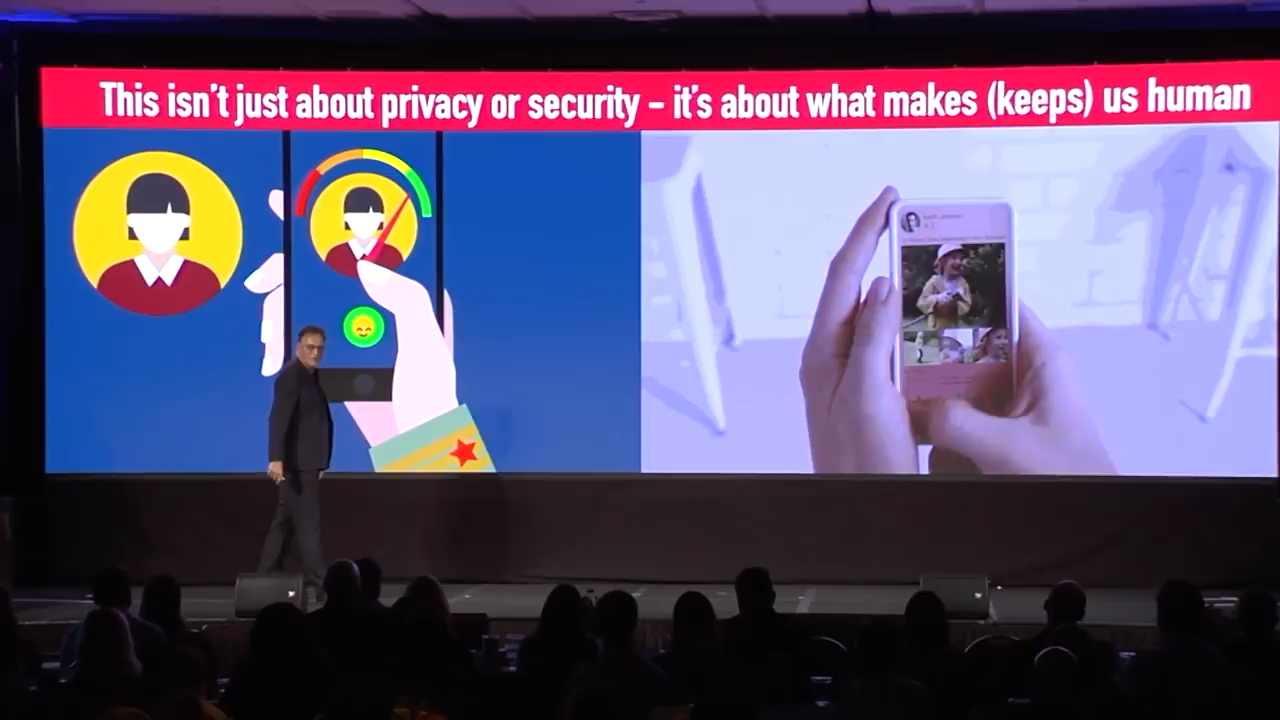 This isn't just about privacy or security – it's about what makes (keeps) us human